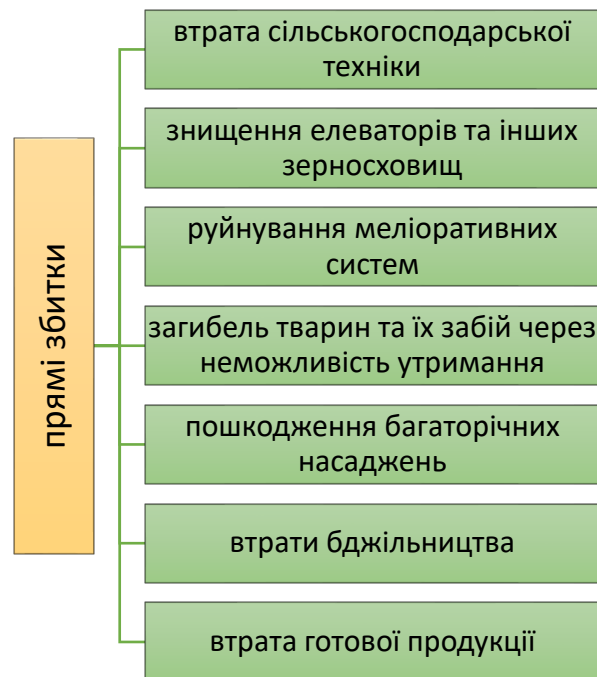 прямі збитки
втрата сільськогосподарської
техніки
знищення елеваторів та інших
зерносховищ
руйнування меліоративних
систем
загибель тварин та їх забій через
неможливість утримання
пошкодження багаторічних
насаджень
втрати бджільництва
втрата готової продукції